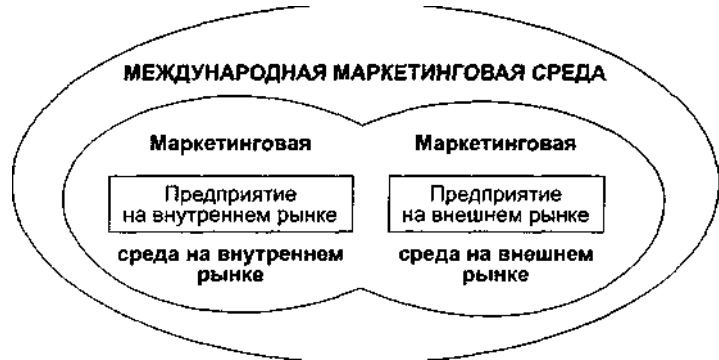 МЕЖДУНАРОДНАЯ МАРКЕТИНГОВАЯ СРЕДА
Маркетинговая
Предприятие
на внутреннем рынке
среда на внутреннем
рынке
Маркетинговая
Предприятие
на внешнем рынке
среда на внешнем
рынке